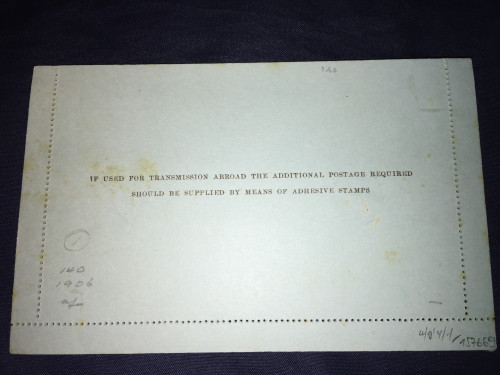 IF USED FOR TRANSMISSION ABROAD THE ADDITIONAL POSTAGE REQUIRED
SHOULD BE SUPPLIED BY MEANS OF ADHESIVE STAMPS
1
140
1906
157669